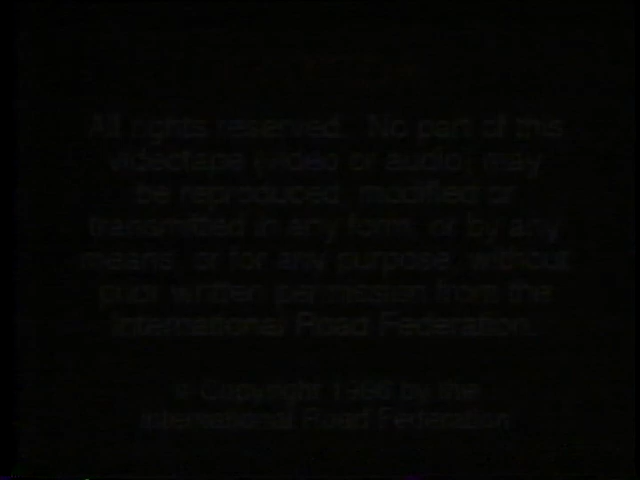 All rights reserved. No part of this
videotape (video or audio) may
be reproduced, modified or
transmitted in any form, or by any
means, or for any purpose, without
prior written permission from the
International Road Federation.
© Copyright 1996 by the
International Road Federation